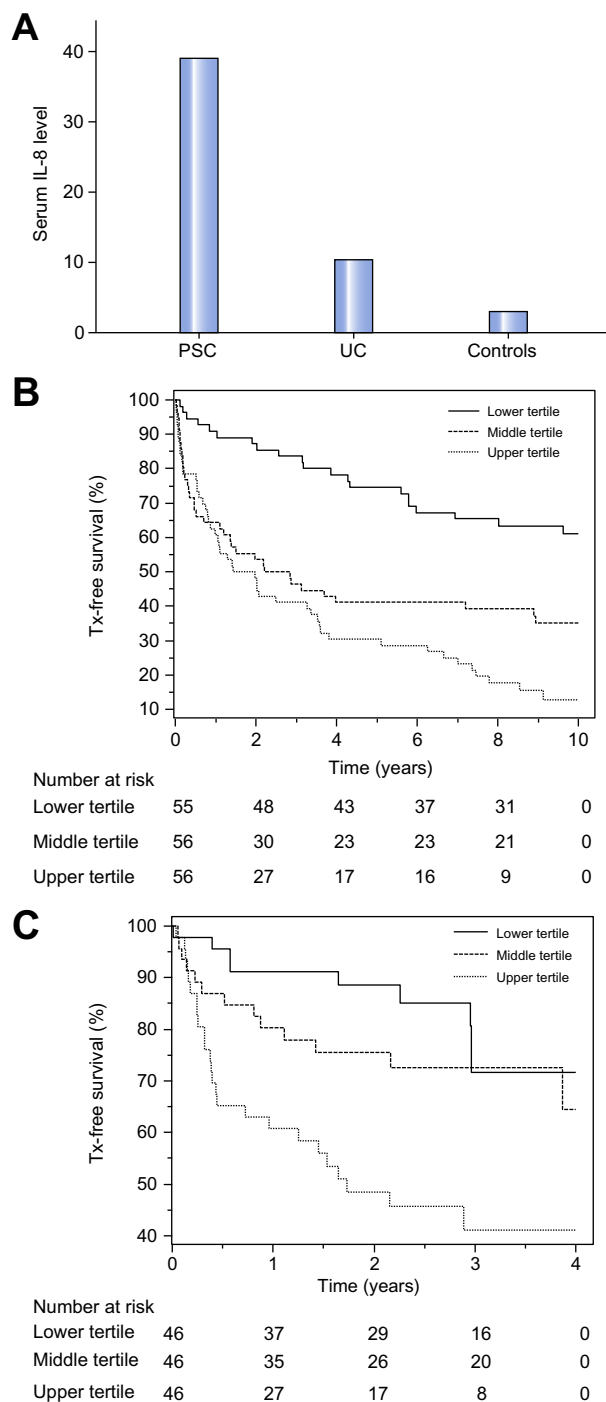 A
Serum IL-8 level
40
30
20
10
0
PSC UC Controls
B
Tx-free survival (%)
100
90
80
70
60
50
40
30
20
10
Lower tertile
Middle tertile
Upper tertile
0 2 4 6 8 10
Time (years)
Number at risk
Lower tertile 55 48 43 37 31 0
Middle tertile 56 30 23 23 21 0
Upper tertile 56 27 17 16 9 0
C
Tx-free survival (%)
100
90
80
70
60
50
40
Lower tertile
Middle tertile
Upper tertile
0 1 2 3 4
Time (years)
Number at risk
Lower tertile 46 37 29 16 0
Middle tertile 46 35 26 20 0
Upper tertile 46 27 17 8 0